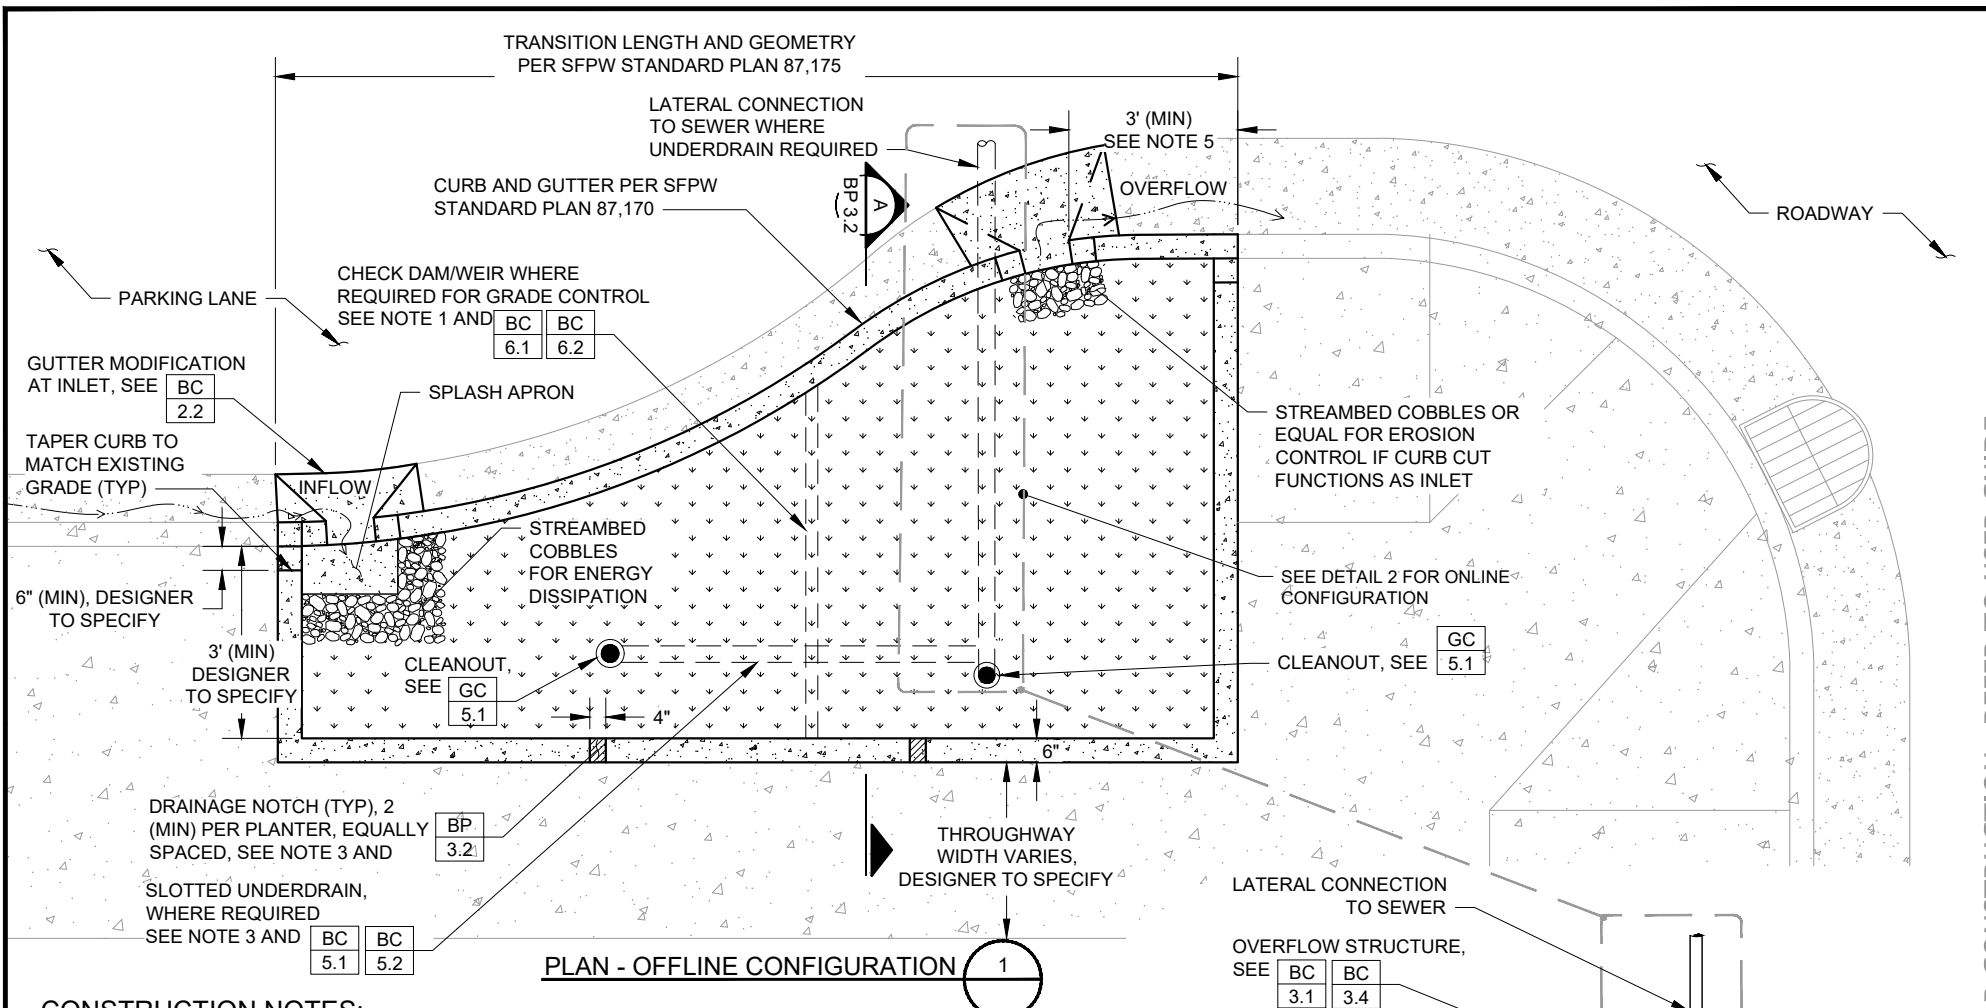 TRANSITION LENGTH AND GEOMETRY
PER SFPW STANDARD PLAN 87,175
LATERAL CONNECTION
TO SEWER WHERE
UNDERDRAIN REQUIRED
3' (MIN)
SEE NOTE 5
CURB AND GUTTER PER SFPW
STANDARD PLAN 87,170
A
BP 3.2
OVERFLOW
ROADWAY
PARKING LANE
CHECK DAM/WEIR WHERE
REQUIRED FOR GRADE CONTROL
SEE NOTE 1 AND
BC
6.1
BC
6.2
GUTTER MODIFICATION
AT INLET, SEE
BC
2.2
SPLASH APRON
TAPER CURB TO
MATCH EXISTING
GRADE (TYP)
INFLOW
STREAMBED COBBLES OR
EQUAL FOR EROSION
CONTROL IF CURB CUT
FUNCTIONS AS INLET
STREAMBED
COBBLES
FOR ENERGY
DISSIPATION
6" (MIN), DESIGNER
TO SPECIFY
SEE DETAIL 2 FOR ONLINE
CONFIGURATION
3' (MIN)
DESIGNER
TO SPECIFY
CLEANOUT,
SEE
GC
5.1
CLEANOUT, SEE
GC
5.1
4"
6"
DRAINAGE NOTCH (TYP), 2
(MIN) PER PLANTER, EQUALLY
SPACED, SEE NOTE 3 AND
BP
3.2
THROUGHWAY
WIDTH VARIES,
DESIGNER TO SPECIFY
SLOTTED UNDERDRAIN,
WHERE REQUIRED
SEE NOTE 3 AND
BC
5.1
BC
5.2
LATERAL CONNECTION
TO SEWER
OVERFLOW STRUCTURE,
SEE
BC
3.1
BC
3.4
PLAN - OFFLINE CONFIGURATION
1
CONSTRUCTION NOTES: